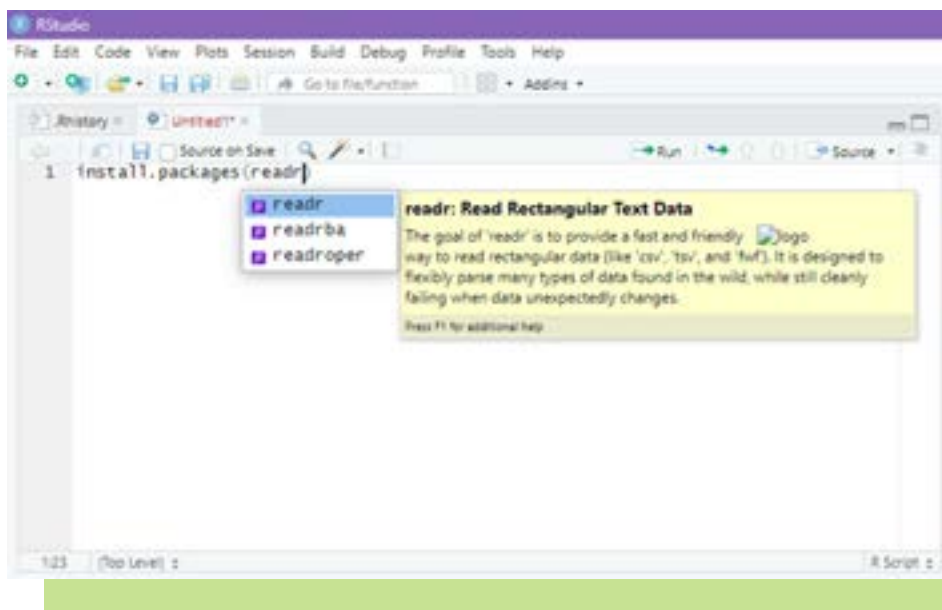 RStudio
File Edit Code View Plots Session Build Debug Profile Tools Help
Go to file/function Addins
.Rhistory Untitled1*
Source on Save Run Source
1 install.packages(readr)
readr
readrba
readroper
readr: Read Rectangular Text Data
The goal of 'readr' is to provide a fast and friendly logo
way to read rectangular data (like 'csv', 'tsv', and 'fwf'). It is designed to
flexibly parse many types of data found in the wild, while still cleanly
failing when data unexpectedly changes.
Press F1 for additional help
1:23 (Top Level) R Script